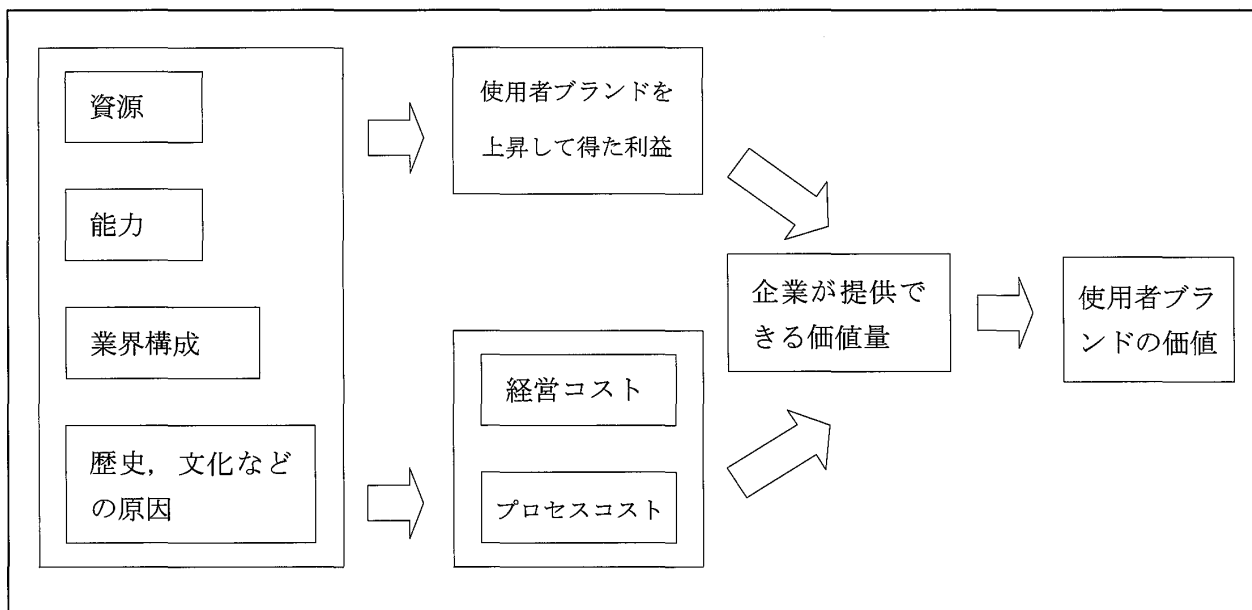 資源
能力
業界構成
歴史，文化など
の原因
使用者ブランドを
上昇して得た利益
経営コスト
プロセスコスト
企業が提供で
きる価値量
使用者ブラ
ンドの価値